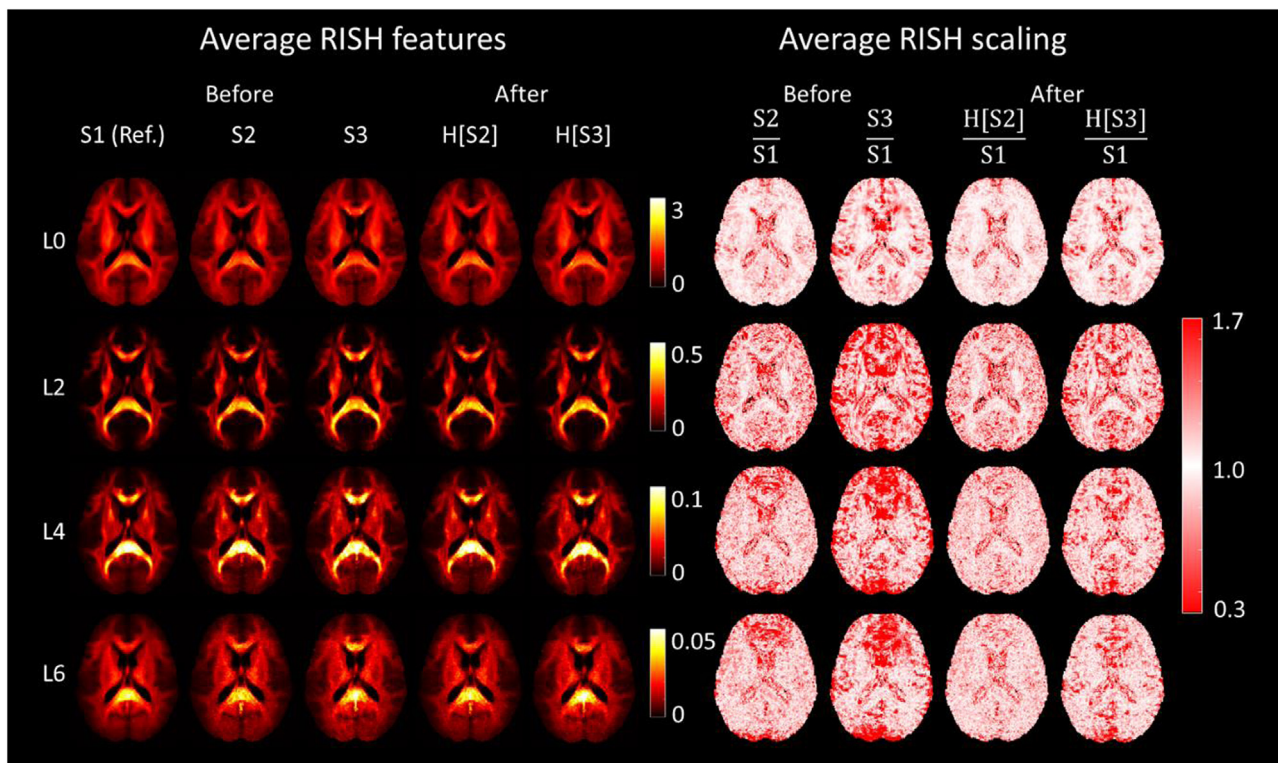 Average RISH features
Average RISH scaling
Before
After
Before
After
S1 (Ref.)
S2
S3
H[S2]
H[S3]
S2
S1
S3
S1
H[S2]
S1
H[S3]
S1
L0
3
0
L2
0.5
0
L4
0.1
0
L6
0.05
0
1.7
1.0
0.3